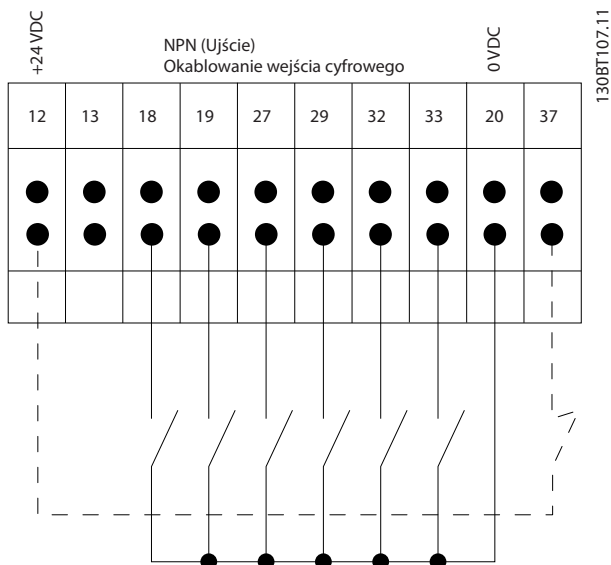 +24 VDC
NPN (Ujście)
Okablowanie wejścia cyfrowego
0 VDC
130BT107.11
12 13 18 19 27 29 32 33 20 37